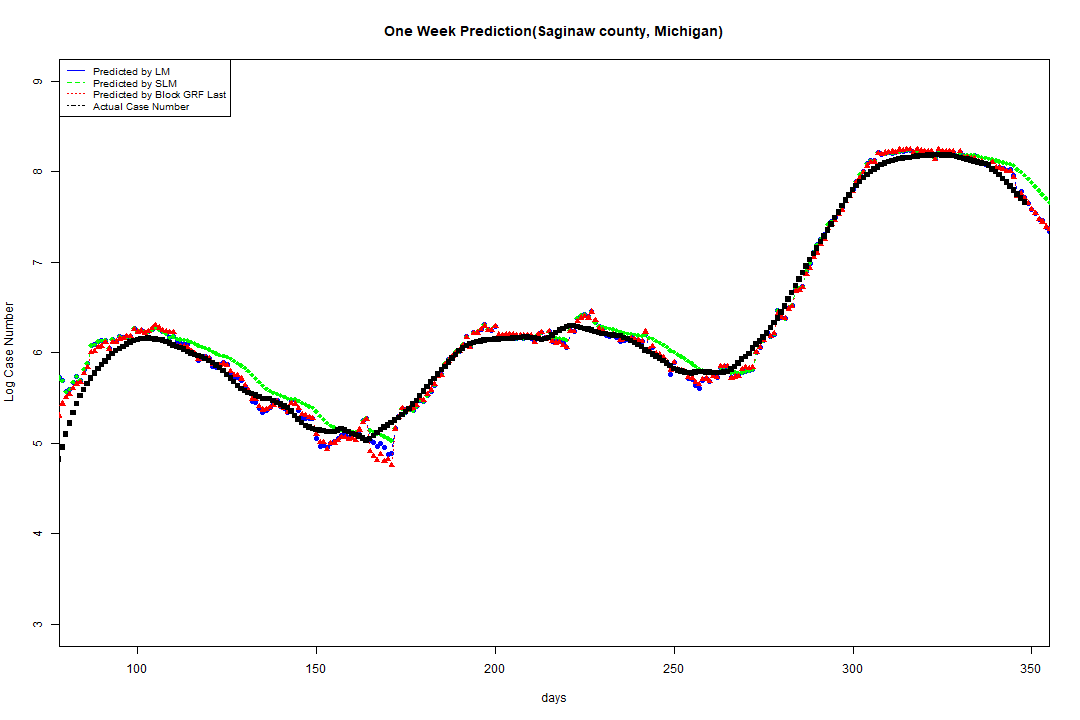 One Week Prediction(Saginaw county, Michigan)
Predicted by LM
Predicted by SLM
Predicted by Block GRF Last
Actual Case Number
9
8
7
6
5
4
3
Log Case Number
100 150 200 250 300 350
days